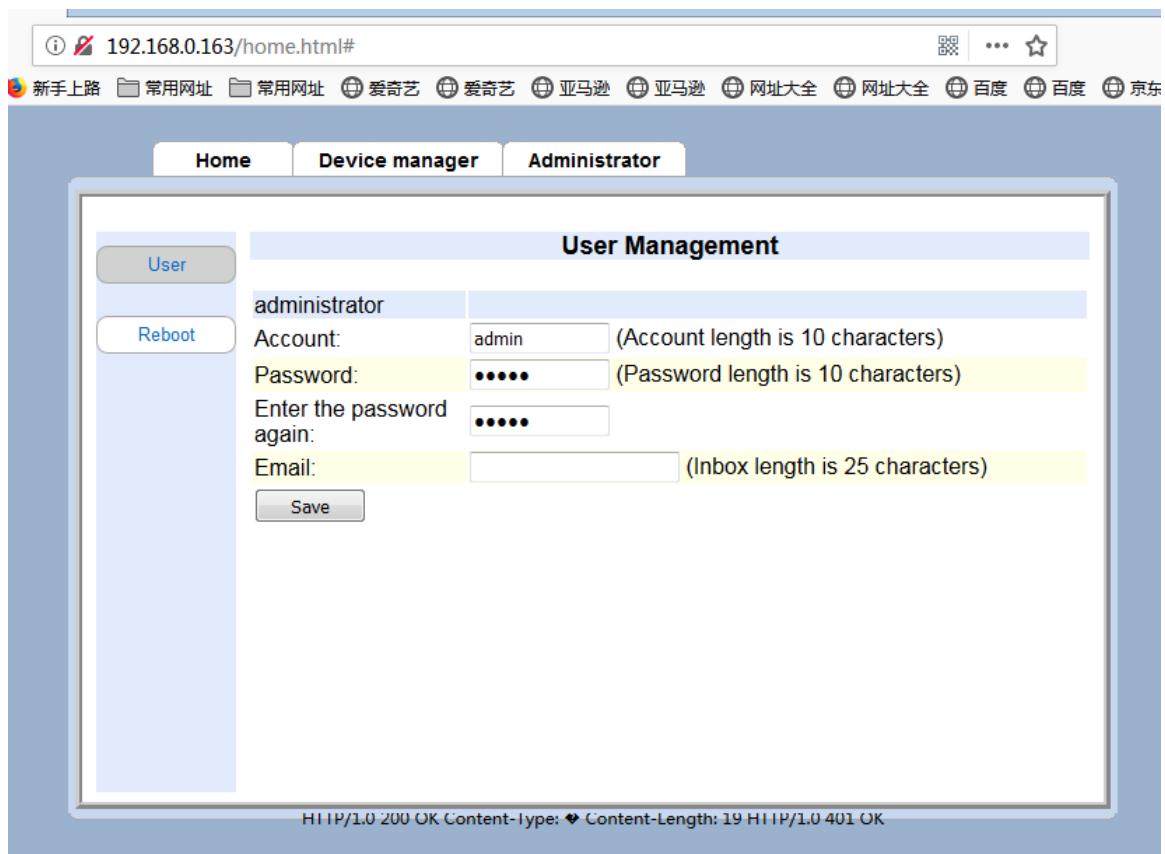 192.168.0.163/home.html#
新手上路 常用网址 常用网址 爱奇艺 爱奇艺 亚马逊 亚马逊 网址大全 网址大全 百度 百度 京东
Home Device manager Administrator
User Management
User
administrator
Reboot
Account: admin (Account length is 10 characters)
Password: ••••• (Password length is 10 characters)
Enter the password
again: •••••
Email: (Inbox length is 25 characters)
Save
HTTP/1.0 200 OK Content-Type: � Content-Length: 19 HTTP/1.0 401 OK